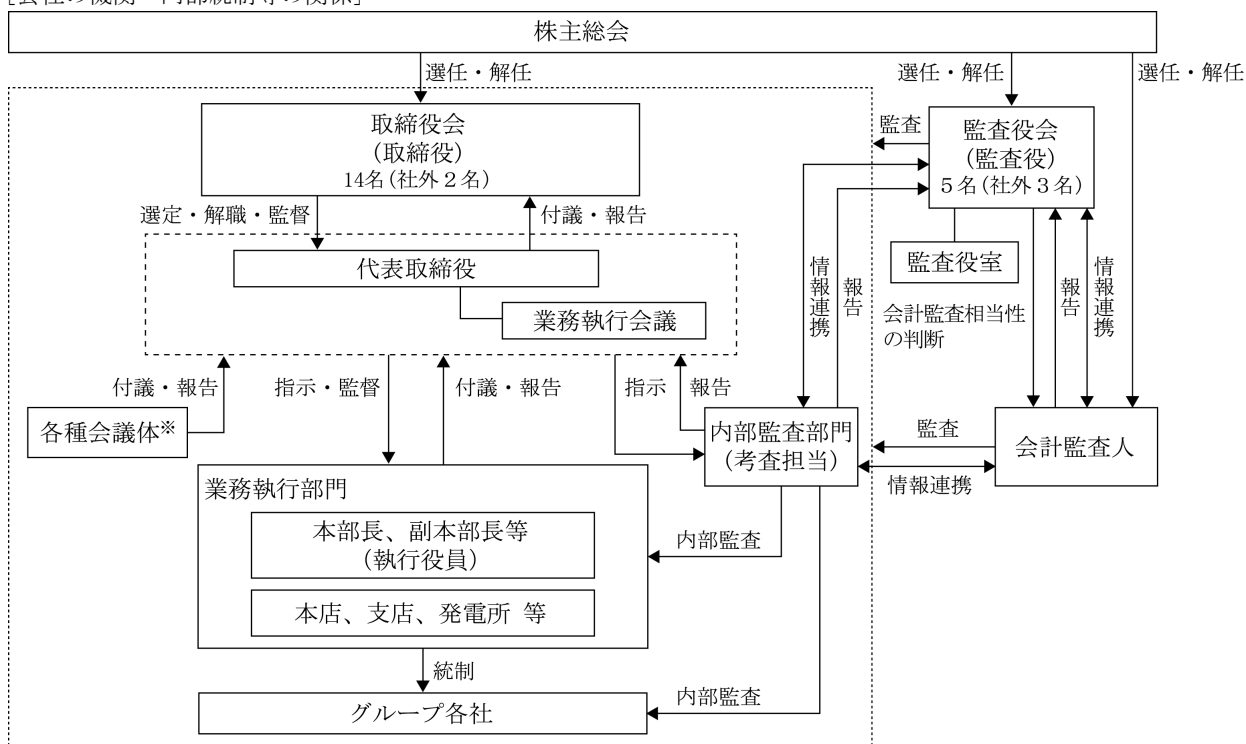 [会社の機関・内部統制等の関係]
株主総会
選任・解任
選任・解任
選任・解任
取締役会
(取締役)
14名(社外２名)
監査
監査役会
(監査役)
５名(社外３名)
選定・解職・監督
付議・報告
代表取締役
業務執行会議
監査役室
情報連携
報告
会計監査相当性
の判断
報告
情報連携
付議・報告
指示・監督
付議・報告
指示
報告
各種会議体※
内部監査部門
(考査担当)
監査
情報連携
会計監査人
業務執行部門
本部長、副本部長等
(執行役員)
本店、支店、発電所 等
内部監査
統制
グループ各社
内部監査